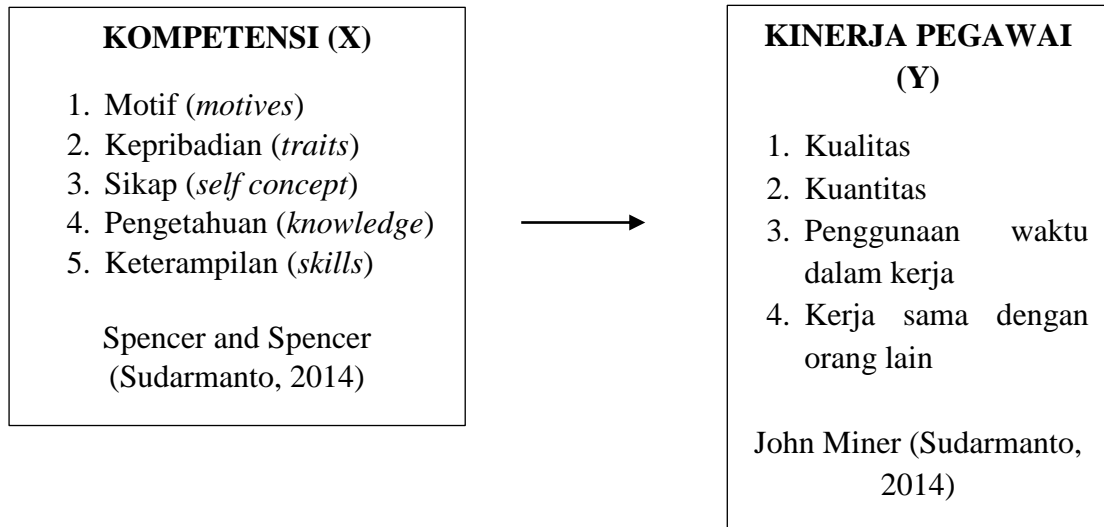 KOMPETENSI (X)
1. Motif (motives)
2. Kepribadian (traits)
3. Sikap (self concept)
4. Pengetahuan (knowledge)
5. Keterampilan (skills)
Spencer and Spencer
(Sudarmanto, 2014)
KINERJA PEGAWAI
(Y)
1. Kualitas
2. Kuantitas
3. Penggunaan waktu
dalam kerja
4. Kerja sama dengan
orang lain
John Miner (Sudarmanto,
2014)